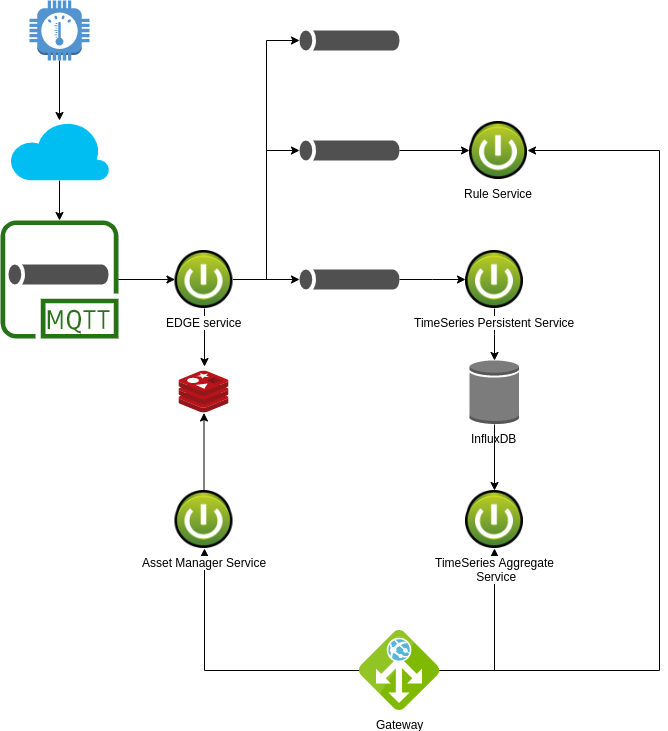 Rule Service
MQTT
EDGE service
TimeSeries Persistent Service
InfluxDB
Asset Manager Service
TimeSeries Aggregate
Service
Gateway